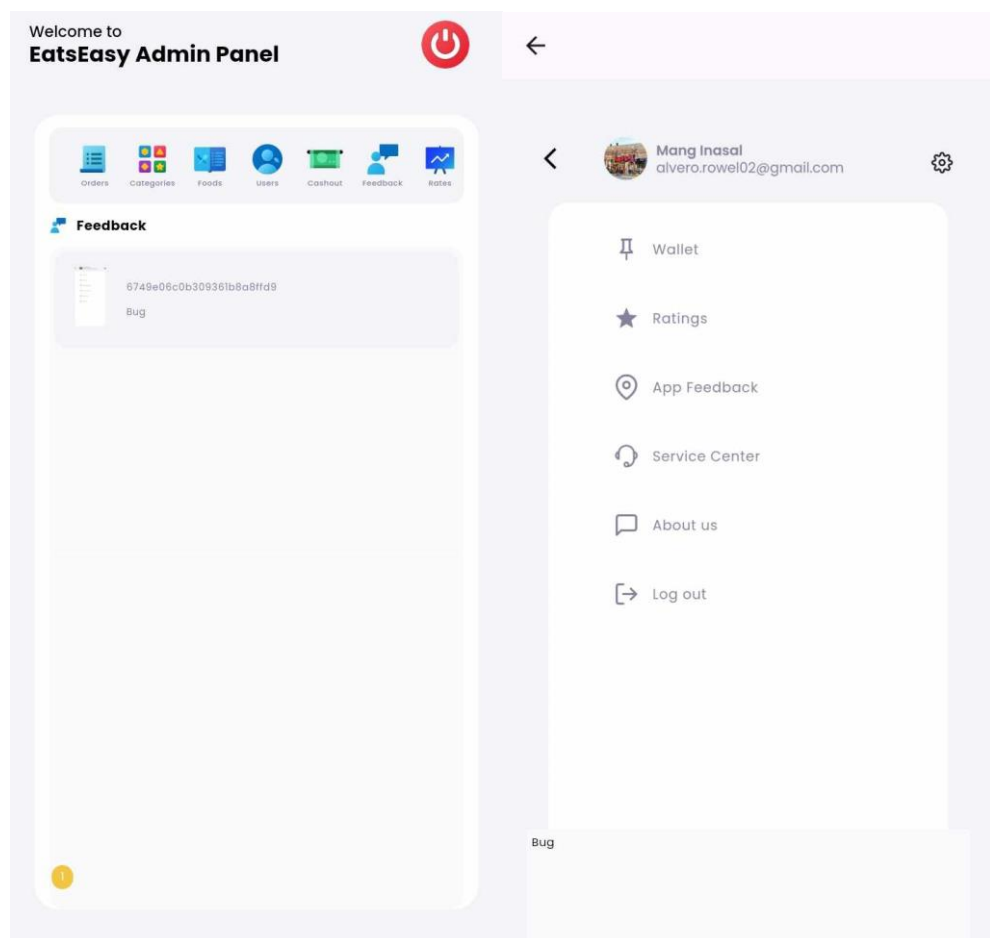 Welcome to
EatsEasy Admin Panel
Orders
Categories
Foods
Users
Cashout
Feedback
Rates
Feedback
6749e06c0b309361b8a8ffd9
Bug
1
Mang Inasal
alvero.rowel02@gmail.com
Wallet
Ratings
App Feedback
Service Center
About us
Log out
Bug